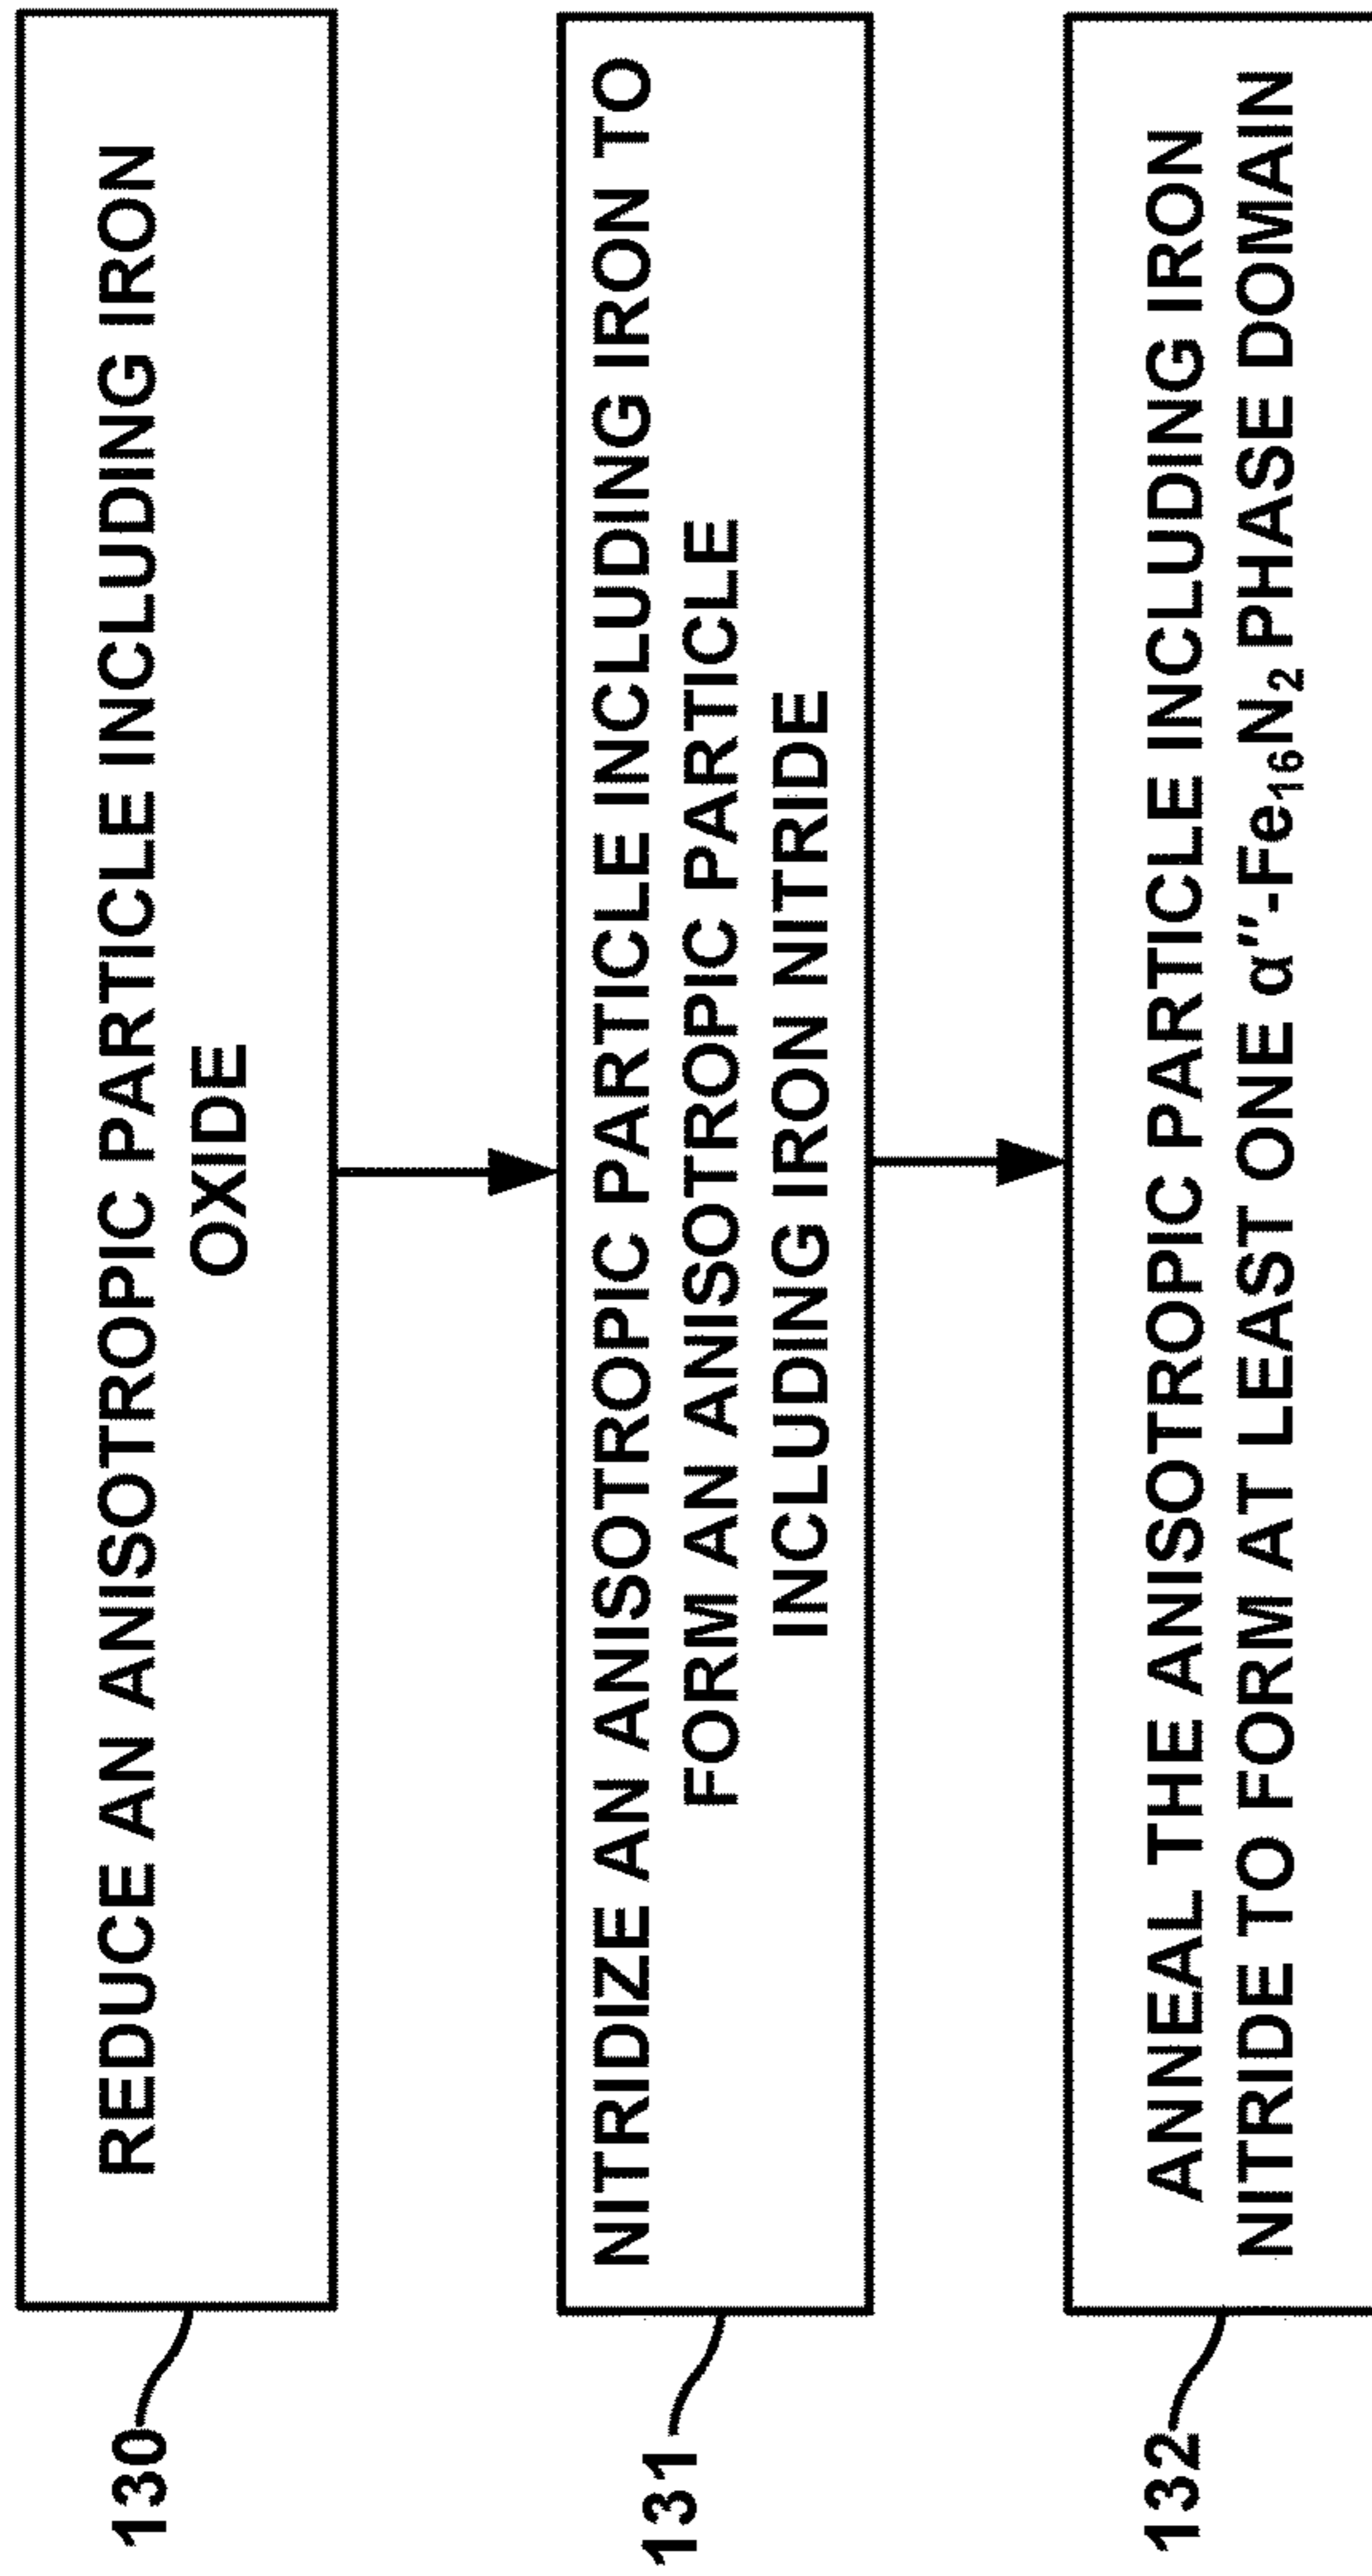 130
REDUCE AN ANISOTROPIC PARTICLE INCLUDING IRON
OXIDE
131
NITRIDIZE AN ANISOTROPIC PARTICLE INCLUDING IRON TO
FORM AN ANISOTROPIC PARTICLE
INCLUDING IRON NITRIDE
132
ANNEAL THE ANISOTROPIC PARTICLE INCLUDING IRON
NITRIDE TO FORM AT LEAST ONE α′′-Fe₁₆N₂ PHASE DOMAIN